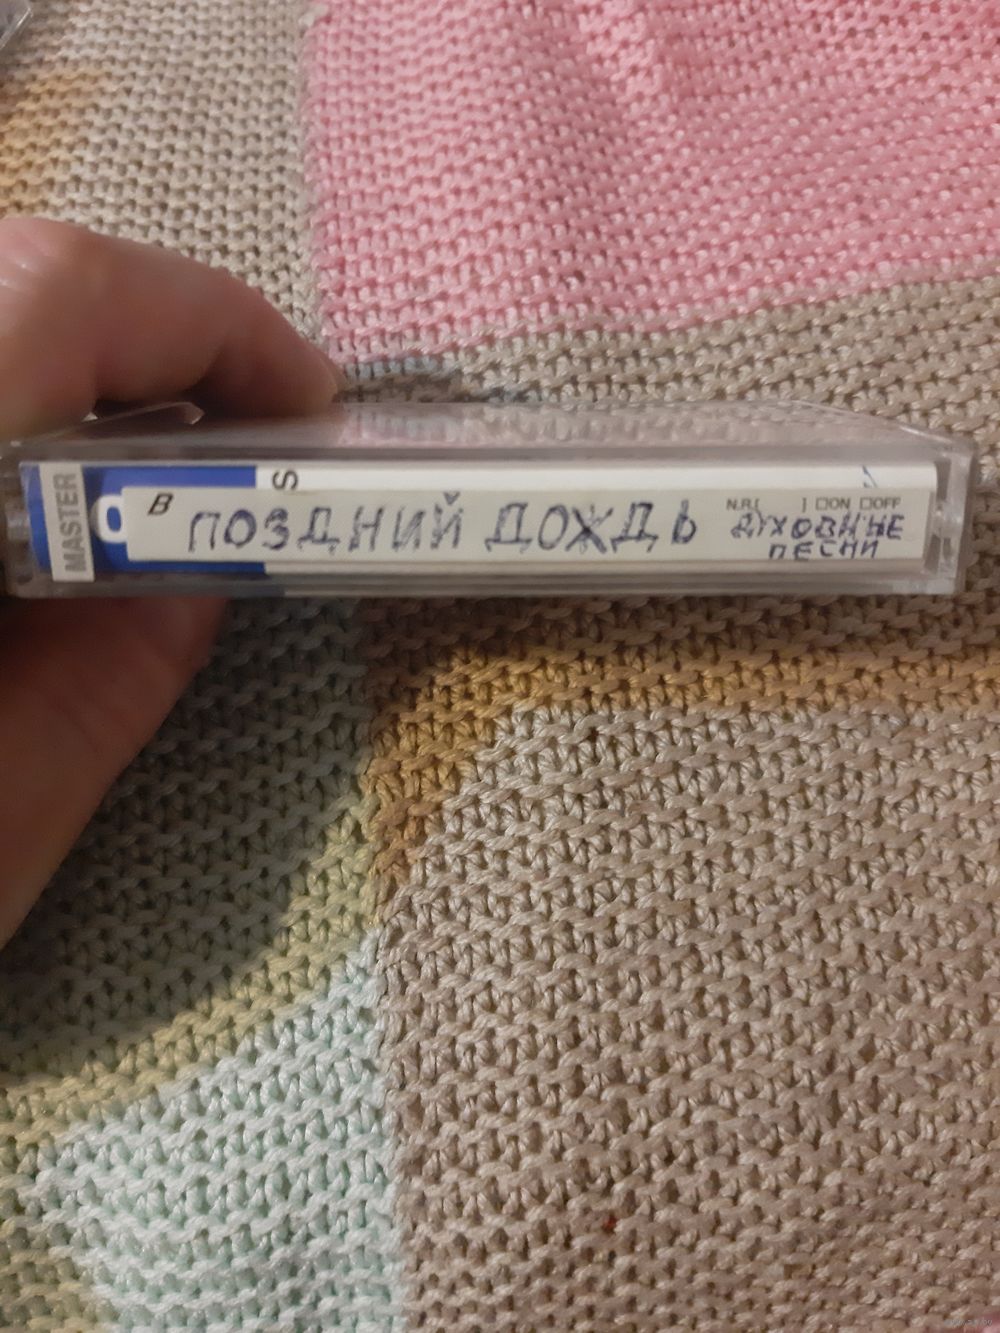 MASTER
S
B ПОЗДНИЙ ДОЖДЬ
N.R.[ ] ☐ON ☐OFF
ДУХОВНЫЕ
ПЕСНИ